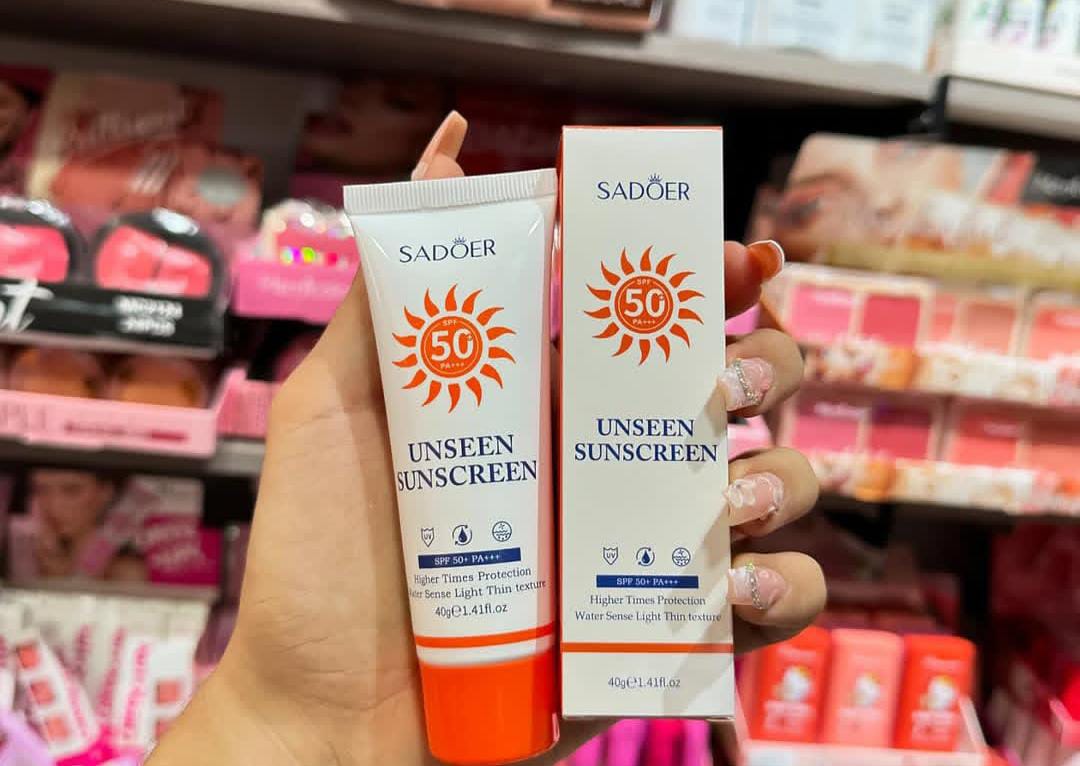 SADOER
SPF
50+
PA+++
UNSEEN
SUNSCREEN
UV
SPF 50+ PA+++
Higher Times Protection
Water Sense Light Thin texture
40g℮1.41fl.oz
SADOER
SPF
50+
PA+++
UNSEEN
SUNSCREEN
UV
SPF 50+ PA+++
Higher Times Protection
Water Sense Light Thin texture
40g℮1.41fl.oz